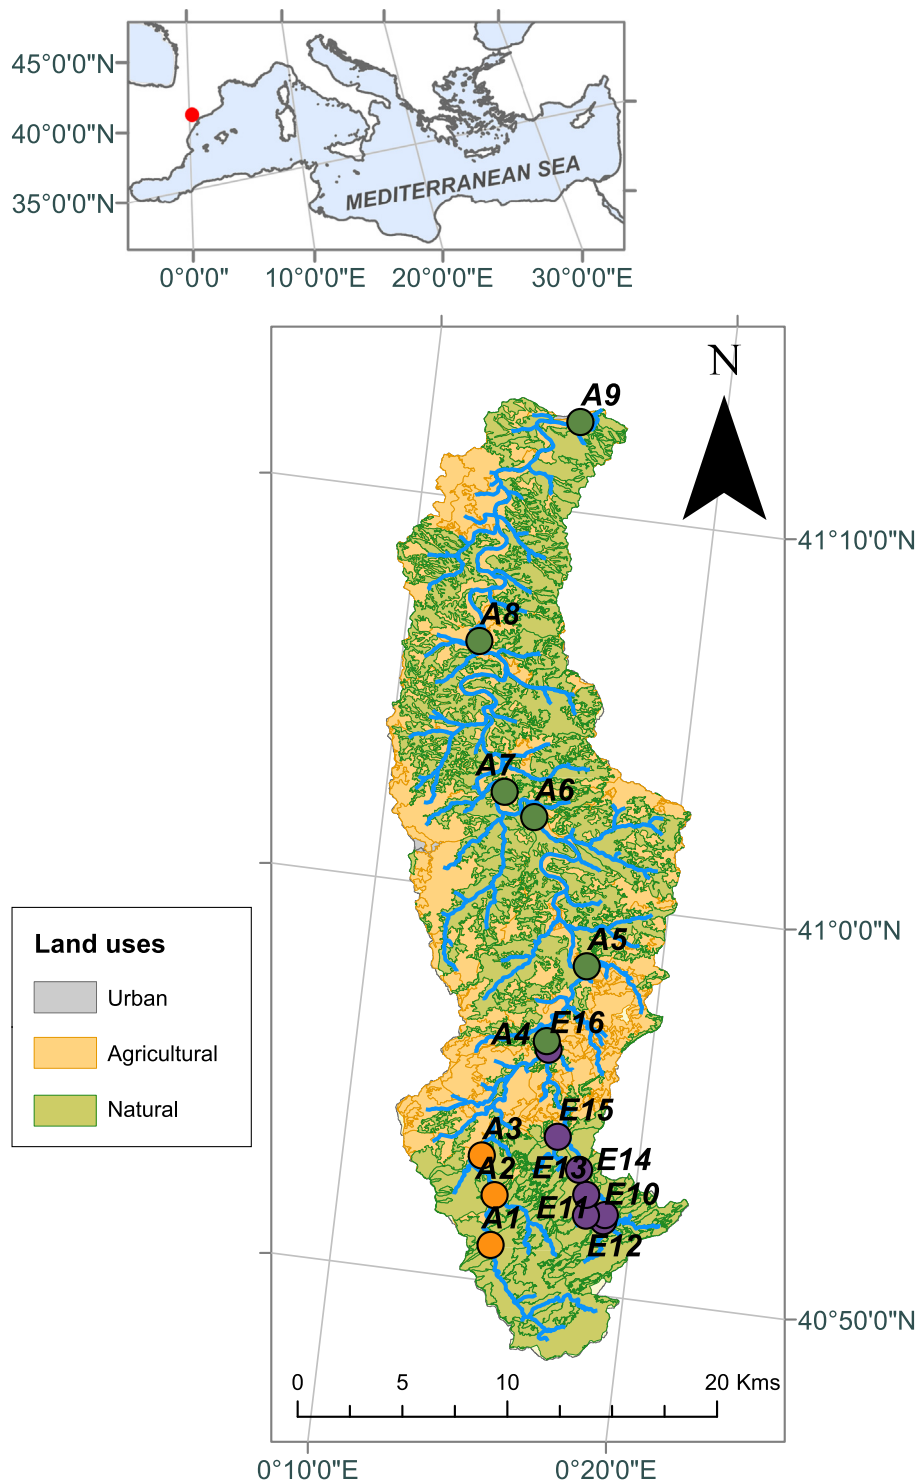 45°0'0"N
40°0'0"N
35°0'0"N
MEDITERRANEAN SEA
0°0'0"
10°0'0"E
20°0'0"E
30°0'0"E
N
A9
41°10'0"N
A8
A7
A6
41°0'0"N
A5
Land uses
Urban
Agricultural
Natural
E16
A4
E15
A3
E14
E13
A2
E10
E11
A1
E12
40°50'0"N
0 5 10 20 Kms
0°10'0"E
0°20'0"E